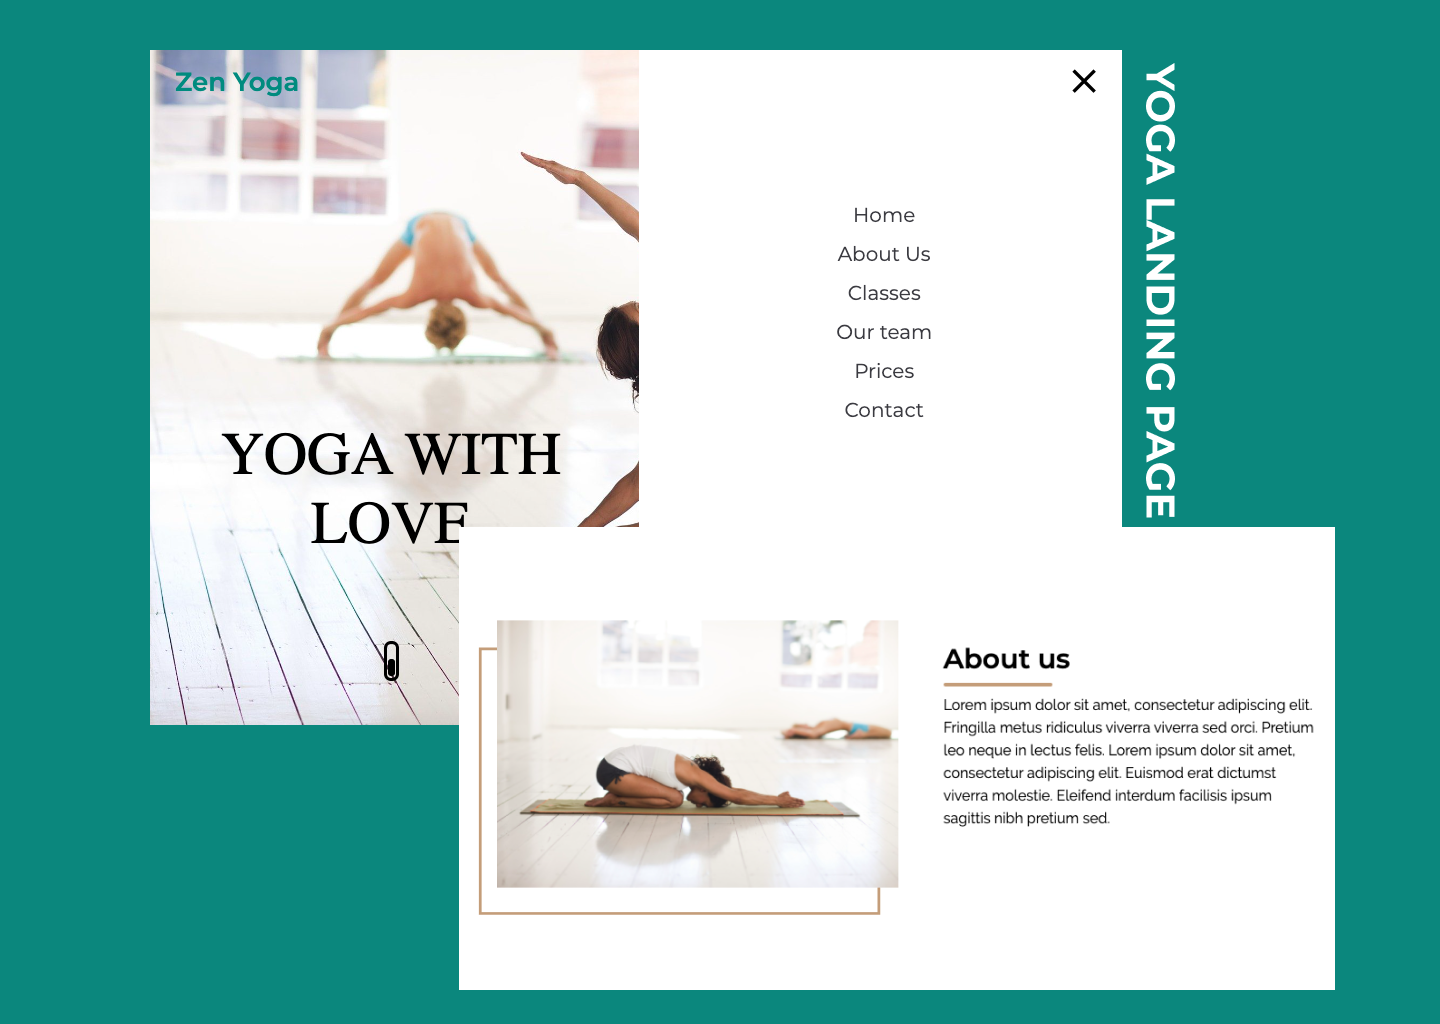 Zen Yoga
YOGA WITH
LOVE
Home
About Us
Classes
Our team
Prices
Contact
YOGA LANDING PAGE
About us
Lorem ipsum dolor sit amet, consectetur adipiscing elit.
Fringilla metus ridiculus viverra viverra sed orci. Pretium
leo neque in lectus felis. Lorem ipsum dolor sit amet,
consectetur adipiscing elit. Euismod erat dictumst
viverra molestie. Eleifend interdum facilisis ipsum
sagittis nibh pretium sed.